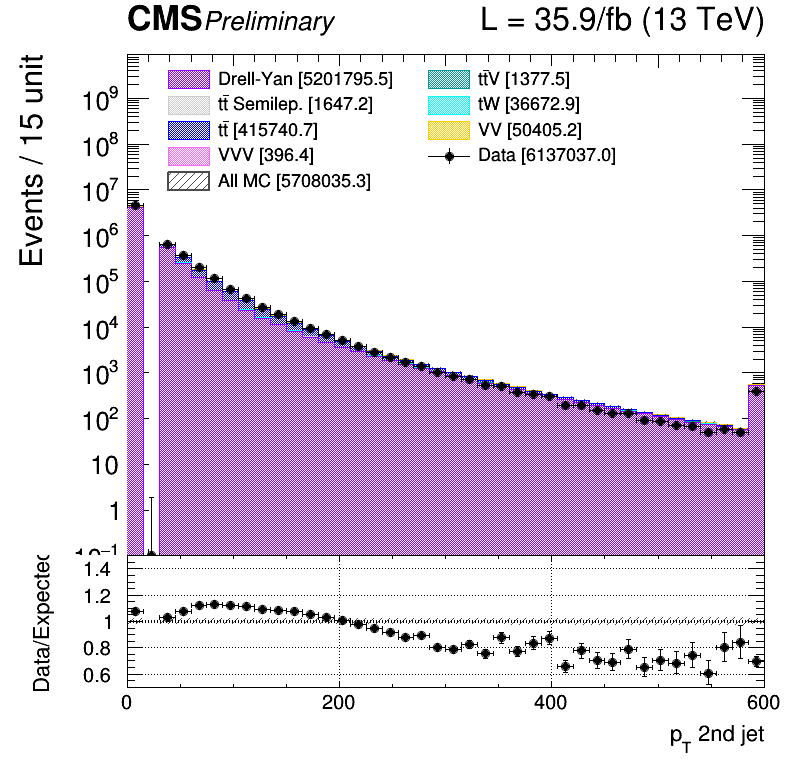 CMS Preliminary L = 35.9/fb (13 TeV)
Events / 15 unit
Drell-Yan [5201795.5]
tt̄ Semilep. [1647.2]
tt̄ [415740.7]
VVV [396.4]
All MC [5708035.3]
tt̄V [1377.5]
tW [36672.9]
VV [50405.2]
Data [6137037.0]
10⁹
10⁸
10⁷
10⁶
10⁵
10⁴
10³
10²
10
1
10⁻¹
Data/Expected
1.4
1.2
1
0.8
0.6
0 200 400 600
p_T 2nd jet